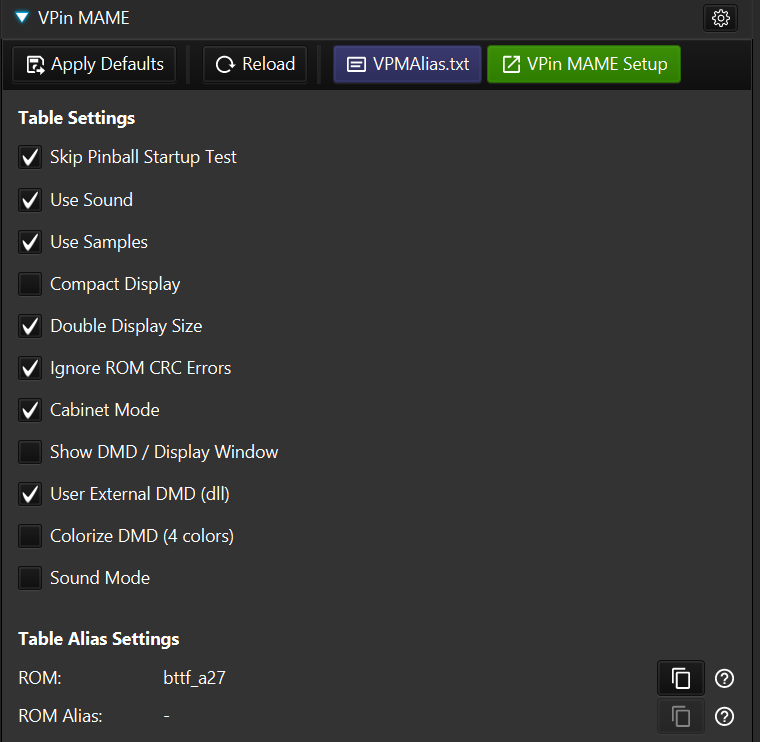 VPin MAME
Apply Defaults Reload VPMAlias.txt VPin MAME Setup
Table Settings
Skip Pinball Startup Test
Use Sound
Use Samples
Compact Display
Double Display Size
Ignore ROM CRC Errors
Cabinet Mode
Show DMD / Display Window
User External DMD (dll)
Colorize DMD (4 colors)
Sound Mode
Table Alias Settings
ROM: bttf_a27
ROM Alias: -